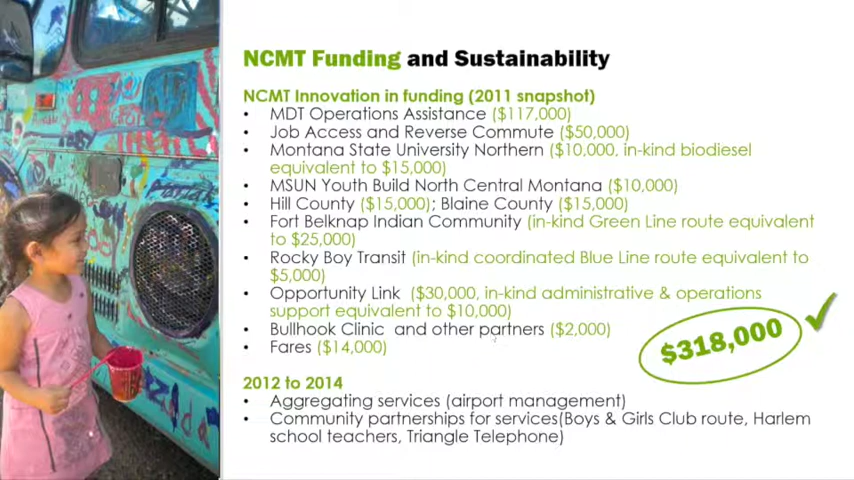 NCMT Funding and Sustainability
NCMT Innovation in funding (2011 snapshot)
• MDT Operations Assistance ($117,000)
• Job Access and Reverse Commute ($50,000)
• Montana State University Northern ($10,000, in-kind biodiesel
equivalent to $15,000)
• MSUN Youth Build North Central Montana ($10,000)
• Hill County ($15,000); Blaine County ($15,000)
• Fort Belknap Indian Community (in-kind Green Line route equivalent
to $25,000)
• Rocky Boy Transit (in-kind coordinated Blue Line route equivalent to
$5,000)
• Opportunity Link ($30,000, in-kind administrative & operations
support equivalent to $10,000)
• Bullhook Clinic and other partners ($2,000)
• Fares ($14,000)
$318,000
2012 to 2014
• Aggregating services (airport management)
• Community partnerships for services(Boys & Girls Club route, Harlem
school teachers, Triangle Telephone)